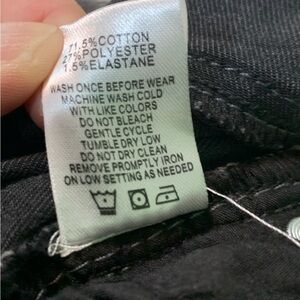 71.5%COTTON
27%POLYESTER
1.5%ELASTANE
WASH ONCE BEFORE WEAR
MACHINE WASH COLD
WITH LIKE COLORS
DO NOT BLEACH
GENTLE CYCLE
TUMBLE DRY LOW
DO NOT DRY CLEAN
REMOVE PROMPTLY IRON
ON LOW SETTING AS NEEDED